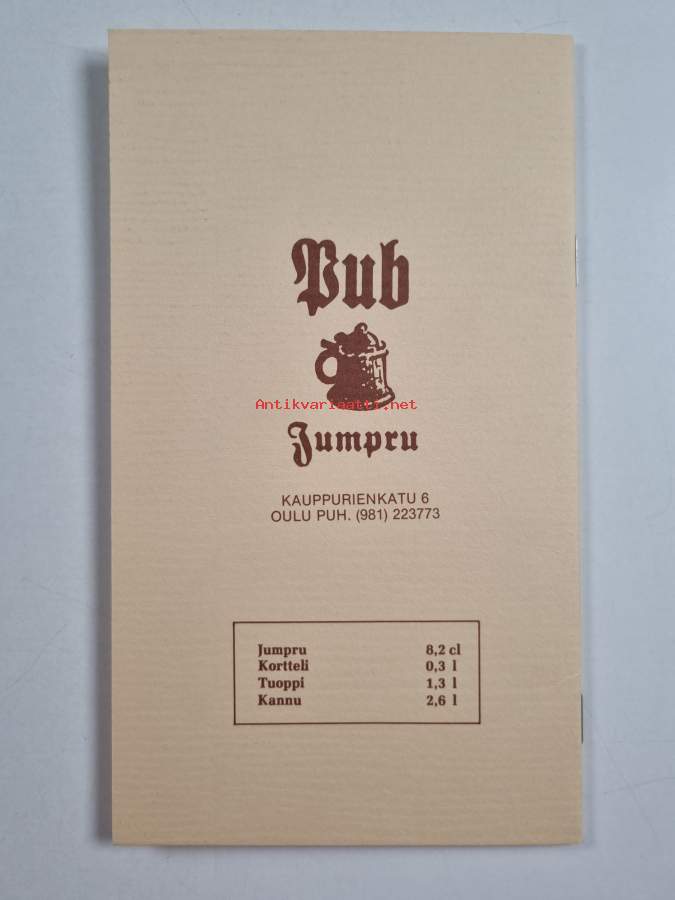 Pub
Antikvariaatti.net
Jumpru
KAUPPURIENKATU 6
OULU PUH. (981) 223773
Jumpru 8,2 cl
Kortteli 0,3 l
Tuoppi 1,3 l
Kannu 2,6 l